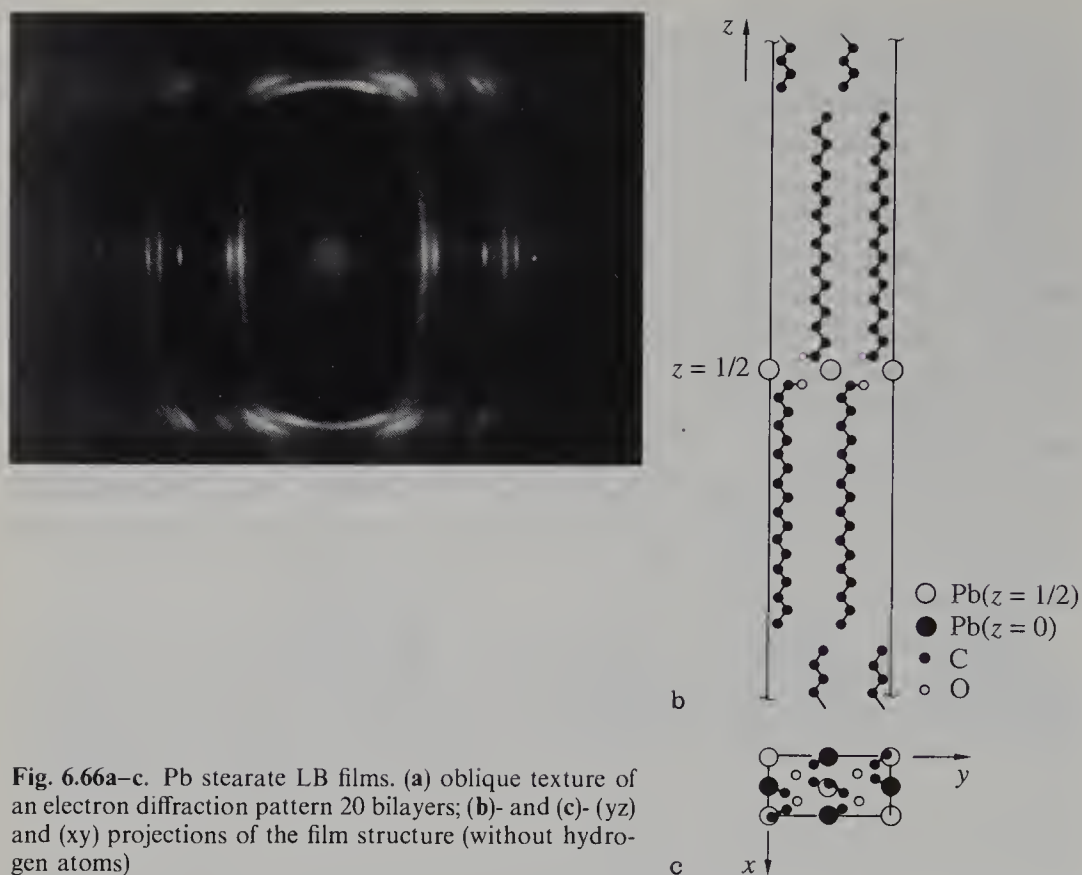 z
z = 1/2
Pb(z = 1/2)
Pb(z = 0)
C
O
b
y
x
c
Fig. 6.66a–c. Pb stearate LB films. (a) oblique texture of
an electron diffraction pattern 20 bilayers; (b)- and (c)- (yz)
and (xy) projections of the film structure (without hydro-
gen atoms)